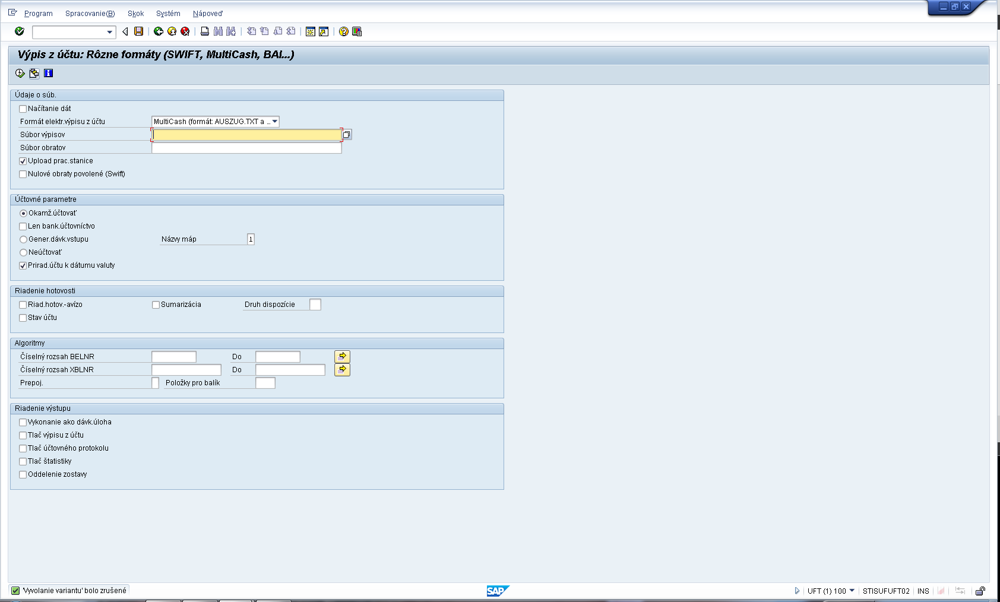 Program Spracovanie(B) Skok Systém Nápoveď
Výpis z účtu: Rôzne formáty (SWIFT, MultiCash, BAI...)
Údaje o súb.
Načítanie dát
Formát elektr.výpisu z účtu MultiCash (formát: AUSZUG.TXT a ...
Súbor výpisov
Súbor obratov
Upload prac.stanice
Nulové obraty povolené (Swift)
Účtovné parametre
Okamž.účtovať
Len bank.účtovníctvo
Gener.dávk.vstupu Názvy máp 1
Neúčtovať
Prirad.účtu k dátumu valuty
Riadenie hotovosti
Riad.hotov.-avízo Sumarizácia Druh dispozície
Stav účtu
Algoritmy
Číselný rozsah BELNR Do
Číselný rozsah XBLNR Do
Prepoj. Položky pro balík
Riadenie výstupu
Vykonanie ako dávk.úloha
Tlač výpisu z účtu
Tlač účtovného protokolu
Tlač štatistiky
Oddelenie zostavy
'Vyvolanie variantu' bolo zrušené SAP UFT (1) 100 STISUFUFT02 INS